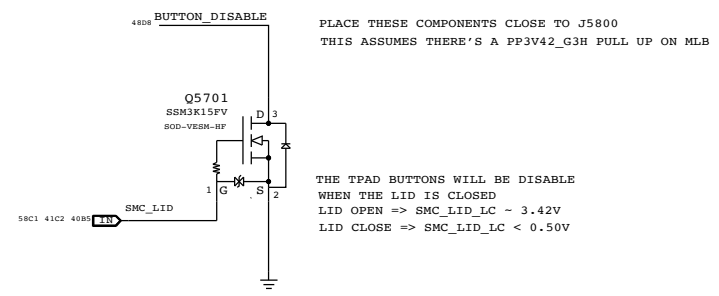 BUTTON_DISABLE
48D8
PLACE THESE COMPONENTS CLOSE TO J5800
THIS ASSUMES THERE'S A PP3V42_G3H PULL UP ON MLB
Q5701
SSM3K15FV
SOD-VESM-HF
D 3
1 G S 2
SMC_LID
58C1 41C2 40B5 IN
THE TPAD BUTTONS WILL BE DISABLE
WHEN THE LID IS CLOSED
LID OPEN => SMC_LID_LC ~ 3.42V
LID CLOSE => SMC_LID_LC < 0.50V